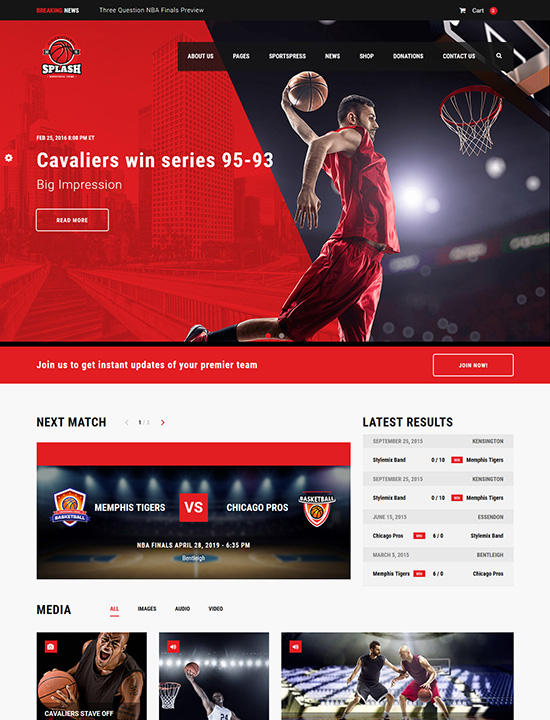 BREAKING NEWS Three Question NBA Finals Preview Cart 0
SPLASH
ABOUT US PAGES SPORTSPRESS NEWS SHOP DONATIONS CONTACT US
FEB 25, 2016 8:08 PM ET
Cavaliers win series 95-93
Big Impression
READ MORE
Join us to get instant updates of your premier team
JOIN NOW!
NEXT MATCH 1 / 3
MEMPHIS TIGERS VS CHICAGO PROS
BASKETBALL
BASKETBALL
NBA FINALS APRIL 28, 2019 - 6:35 PM
Bentleigh
LATEST RESULTS
SEPTEMBER 25, 2015 KENSINGTON
Stylemix Band 0 / 10 WIN Memphis Tigers
SEPTEMBER 25, 2015 KENSINGTON
Stylemix Band 0 / 10 WIN Memphis Tigers
JUNE 15, 2015 ESSENDON
Chicago Pros WIN 6 / 0 Stylemix Band
MARCH 5, 2015 BENTLEIGH
Memphis Tigers WIN 6 / 0 Chicago Pros
MEDIA ALL IMAGES AUDIO VIDEO
CAVALIERS STAVE OFF
24